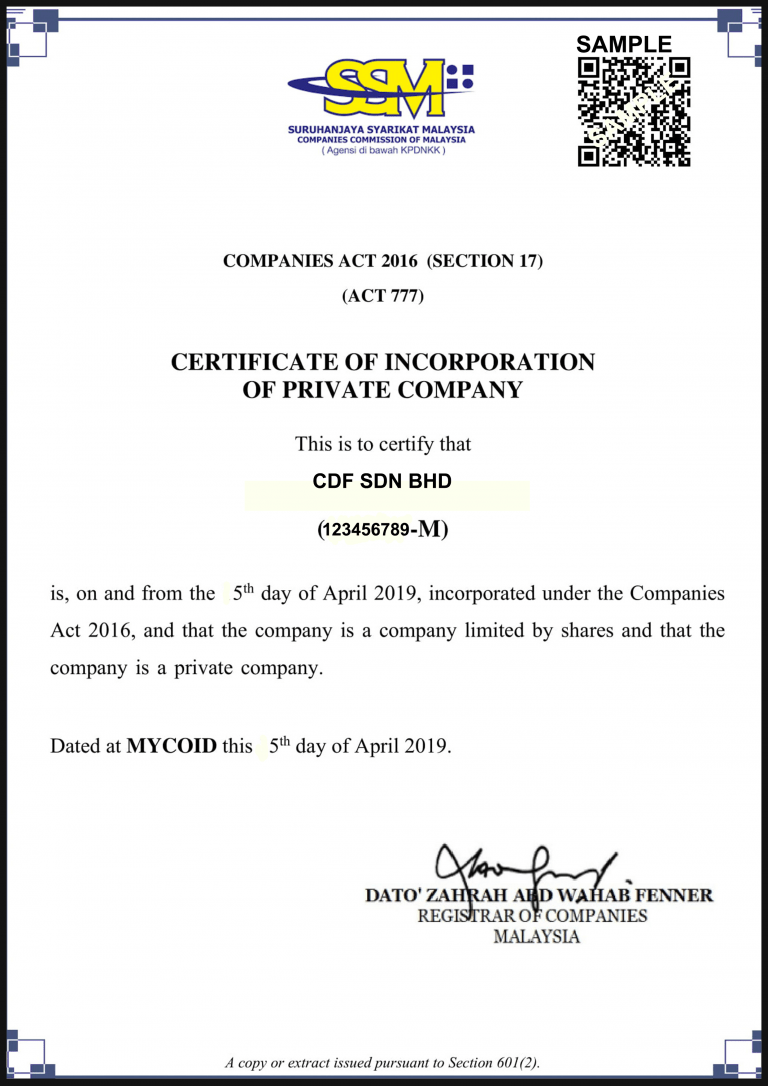 SAMPLE
SAMPLE
SSM
SURUHANJAYA SYARIKAT MALAYSIA
COMPANIES COMMISSION OF MALAYSIA
( Agensi di bawah KPDNKK )
COMPANIES ACT 2016 (SECTION 17)
(ACT 777)
CERTIFICATE OF INCORPORATION
OF PRIVATE COMPANY
This is to certify that
CDF SDN BHD
(123456789-M)
is, on and from the 5th day of April 2019, incorporated under the Companies
Act 2016, and that the company is a company limited by shares and that the
company is a private company.
Dated at MYCOID this 5th day of April 2019.
DATO' ZAHRAH ABD WAHAB FENNER
REGISTRAR OF COMPANIES
MALAYSIA
A copy or extract issued pursuant to Section 601(2).